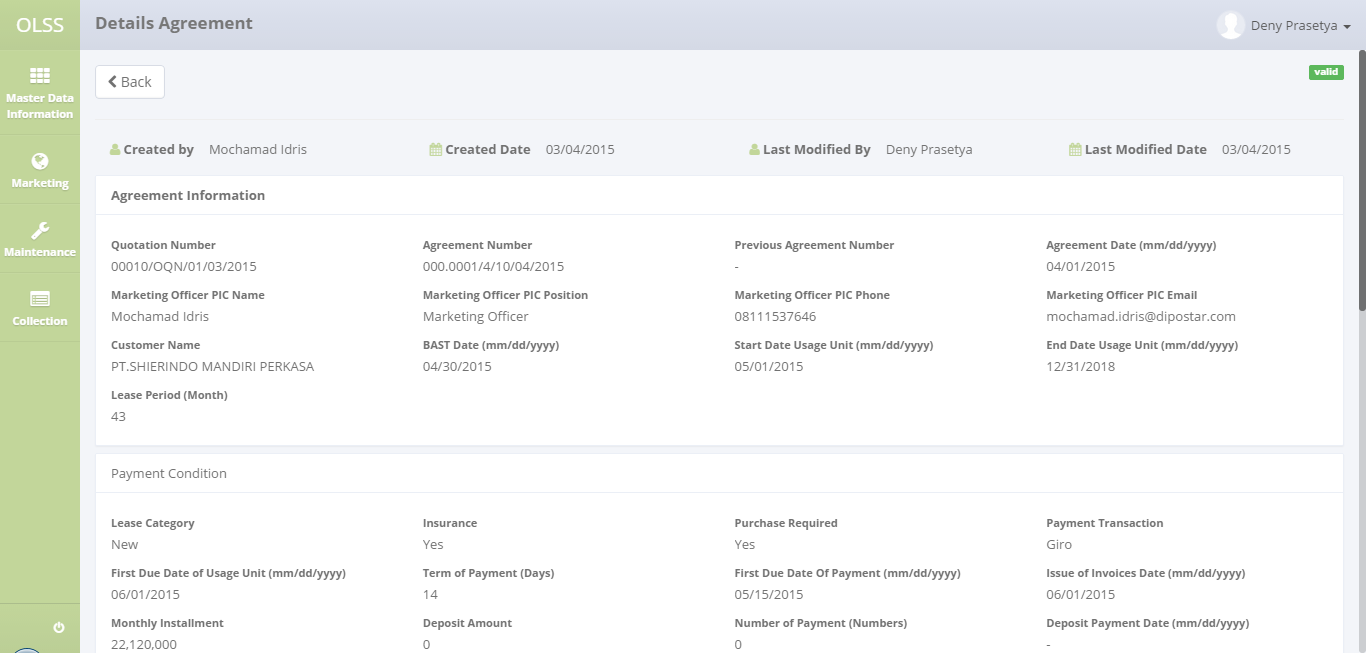 OLSS
Details Agreement
Deny Prasetya
Master Data
Information
Marketing
Maintenance
Collection
Back
valid
Created by Mochamad Idris Created Date 03/04/2015 Last Modified By Deny Prasetya Last Modified Date 03/04/2015
Agreement Information
Quotation Number Agreement Number Previous Agreement Number Agreement Date (mm/dd/yyyy)
00010/OQN/01/03/2015 000.0001/4/10/04/2015 - 04/01/2015
Marketing Officer PIC Name Marketing Officer PIC Position Marketing Officer PIC Phone Marketing Officer PIC Email
Mochamad Idris Marketing Officer 08111537646 mochamad.idris@dipostar.com
Customer Name BAST Date (mm/dd/yyyy) Start Date Usage Unit (mm/dd/yyyy) End Date Usage Unit (mm/dd/yyyy)
PT.SHIERINDO MANDIRI PERKASA 04/30/2015 05/01/2015 12/31/2018
Lease Period (Month)
43
Payment Condition
Lease Category Insurance Purchase Required Payment Transaction
New Yes Yes Giro
First Due Date of Usage Unit (mm/dd/yyyy) Term of Payment (Days) First Due Date Of Payment (mm/dd/yyyy) Issue of Invoices Date (mm/dd/yyyy)
06/01/2015 14 05/15/2015 06/01/2015
Monthly Installment Deposit Amount Number of Payment (Numbers) Deposit Payment Date (mm/dd/yyyy)
22,120,000 0 0 -